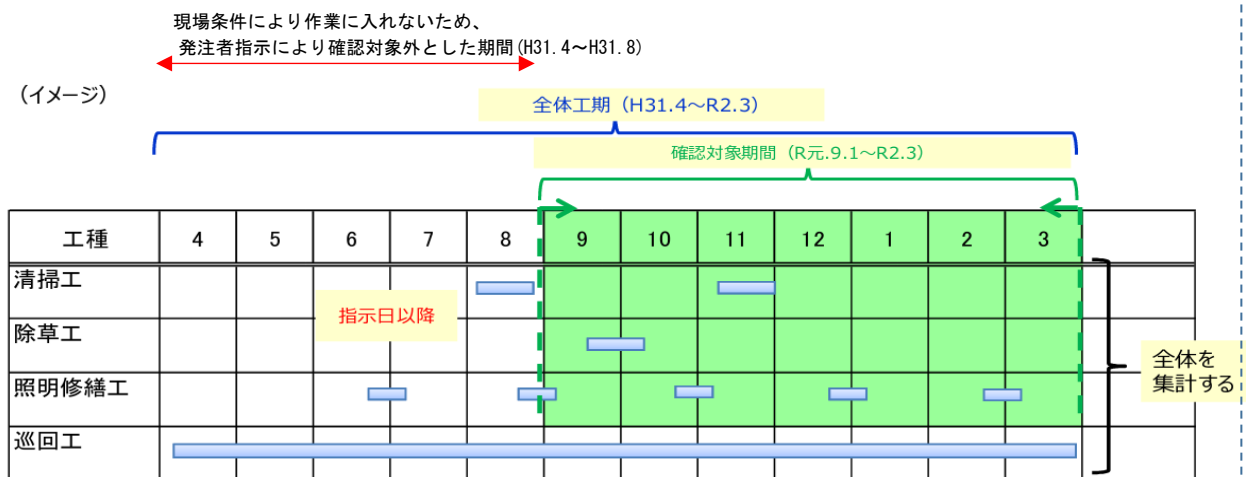 現場条件により作業に入れないため、
発注者指示により確認対象外とした期間(H31.4～H31.8)
（イメージ）
全体工期（H31.4～R2.3）
確認対象期間（R元.9.1～R2.3）
工種 4 5 6 7 8 9 10 11 12 1 2 3
清掃工
指示日以降
除草工
全体を
集計する
照明修繕工
巡回工